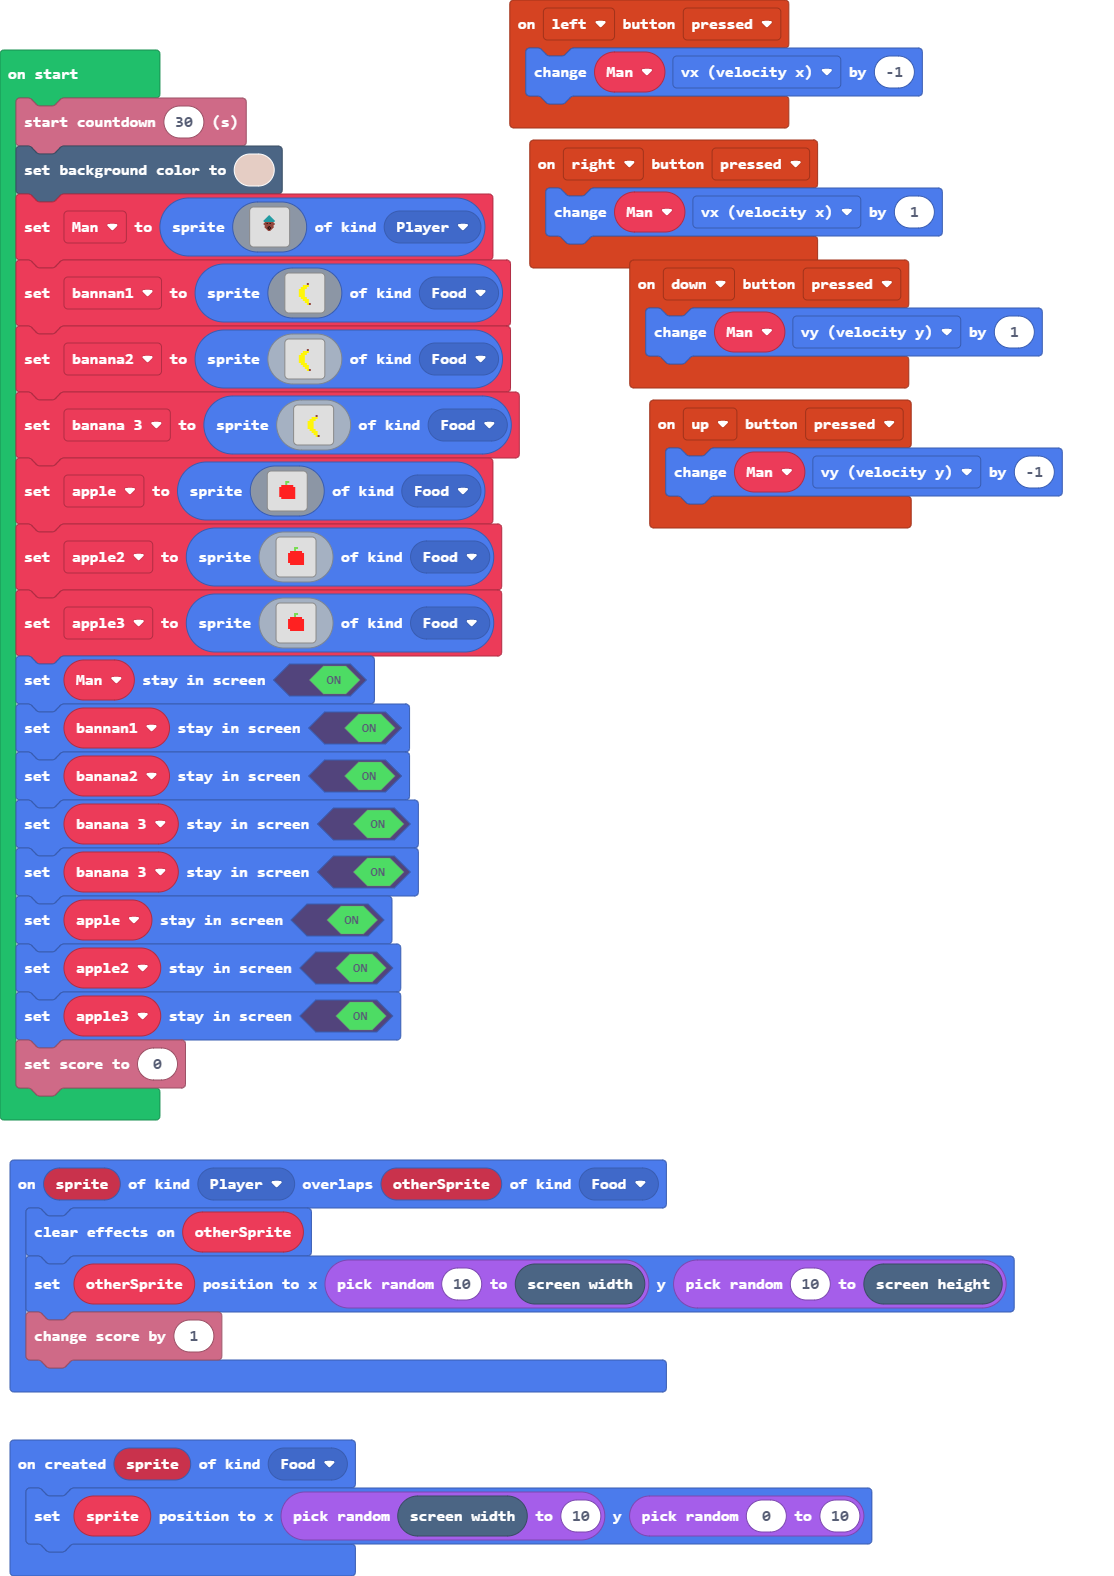 on start
start countdown 30 (s)
set background color to
set Man to sprite of kind Player
set bannan1 to sprite of kind Food
set banana2 to sprite of kind Food
set banana 3 to sprite of kind Food
set apple to sprite of kind Food
set apple2 to sprite of kind Food
set apple3 to sprite of kind Food
set Man stay in screen ON
set bannan1 stay in screen ON
set banana2 stay in screen ON
set banana 3 stay in screen ON
set banana 3 stay in screen ON
set apple stay in screen ON
set apple2 stay in screen ON
set apple3 stay in screen ON
set score to 0
on left button pressed
change Man vx (velocity x) by -1
on right button pressed
change Man vx (velocity x) by 1
on down button pressed
change Man vy (velocity y) by 1
on up button pressed
change Man vy (velocity y) by -1
on sprite of kind Player overlaps otherSprite of kind Food
clear effects on otherSprite
set otherSprite position to x pick random 10 to screen width y pick random 10 to screen height
change score by 1
on created sprite of kind Food
set sprite position to x pick random screen width to 10 y pick random 0 to 10